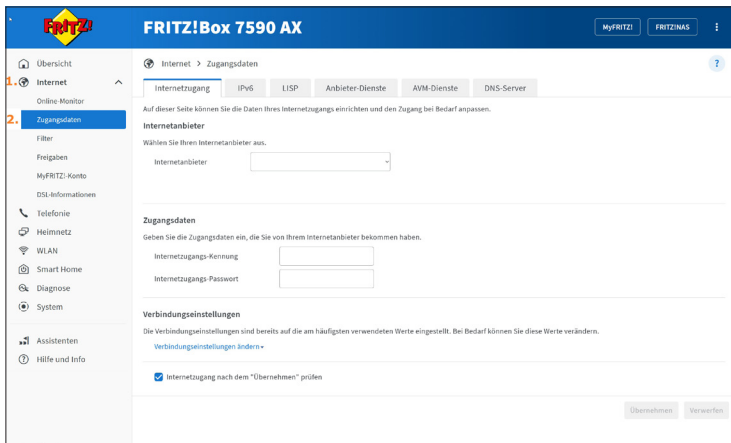 FRITZ!
FRITZ!Box 7590 AX
MyFRITZ!
FRITZ!NAS
Übersicht
1. Internet
Online-Monitor
2. Zugangsdaten
Filter
Freigaben
MyFRITZ!-Konto
DSL-Informationen
Telefonie
Heimnetz
WLAN
Smart Home
Diagnose
System
Assistenten
Hilfe und Info
Internet > Zugangsdaten
?
Internetzugang
IPv6
LISP
Anbieter-Dienste
AVM-Dienste
DNS-Server
Auf dieser Seite können Sie die Daten Ihres Internetzugangs einrichten und den Zugang bei Bedarf anpassen.
Internetanbieter
Wählen Sie Ihren Internetanbieter aus.
Internetanbieter
Zugangsdaten
Geben Sie die Zugangsdaten ein, die Sie von Ihrem Internetanbieter bekommen haben.
Internetzugangs-Kennung
Internetzugangs-Passwort
Verbindungseinstellungen
Die Verbindungseinstellungen sind bereits auf die am häufigsten verwendeten Werte eingestellt. Bei Bedarf können Sie diese Werte verändern.
Verbindungseinstellungen ändern
Internetzugang nach dem "Übernehmen" prüfen
Übernehmen
Verwerfen